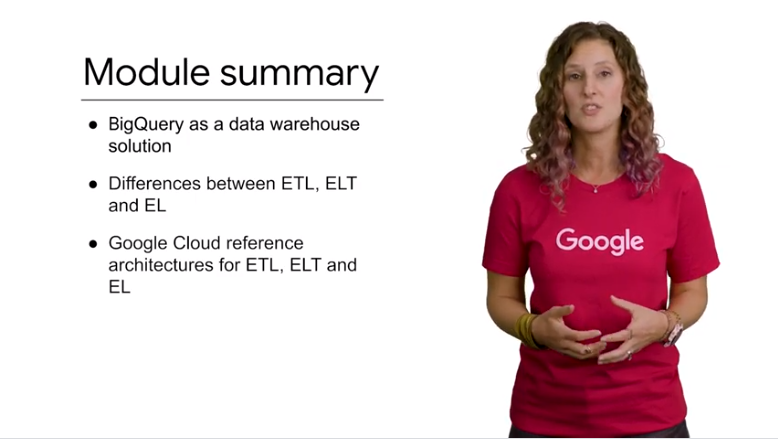 Module summary
● BigQuery as a data warehouse
solution
● Differences between ETL, ELT
and EL
● Google Cloud reference
architectures for ETL, ELT and
EL
Google